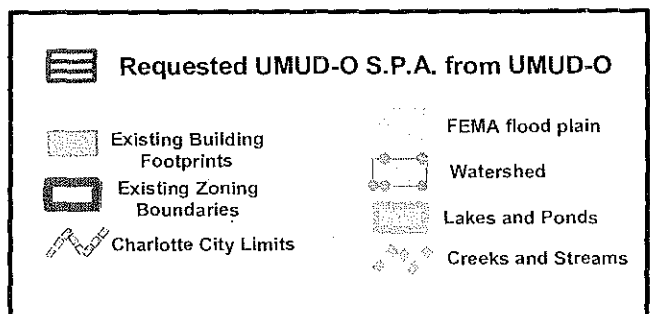 Requested UMUD-O S.P.A. from UMUD-O
Existing Building
Footprints
Existing Zoning
Boundaries
Charlotte City Limits
FEMA flood plain
Watershed
Lakes and Ponds
Creeks and Streams